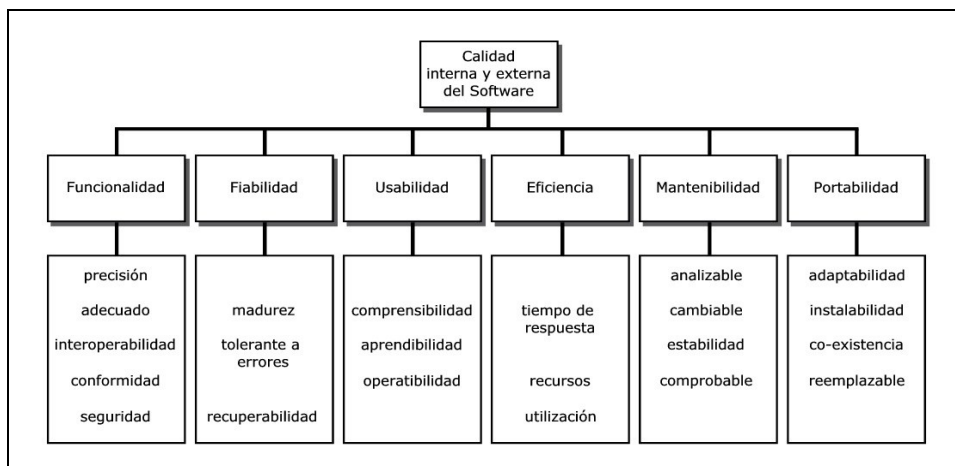 Calidad
interna y externa
del Software
Funcionalidad
Fiabilidad
Usabilidad
Eficiencia
Mantenibilidad
Portabilidad
precisión
adecuado
interoperabilidad
conformidad
seguridad
madurez
tolerante a
errores
recuperabilidad
comprensibilidad
aprendibilidad
operatibilidad
tiempo de
respuesta
recursos
utilización
analizable
cambiable
estabilidad
comprobable
adaptabilidad
instalabilidad
co-existencia
reemplazable